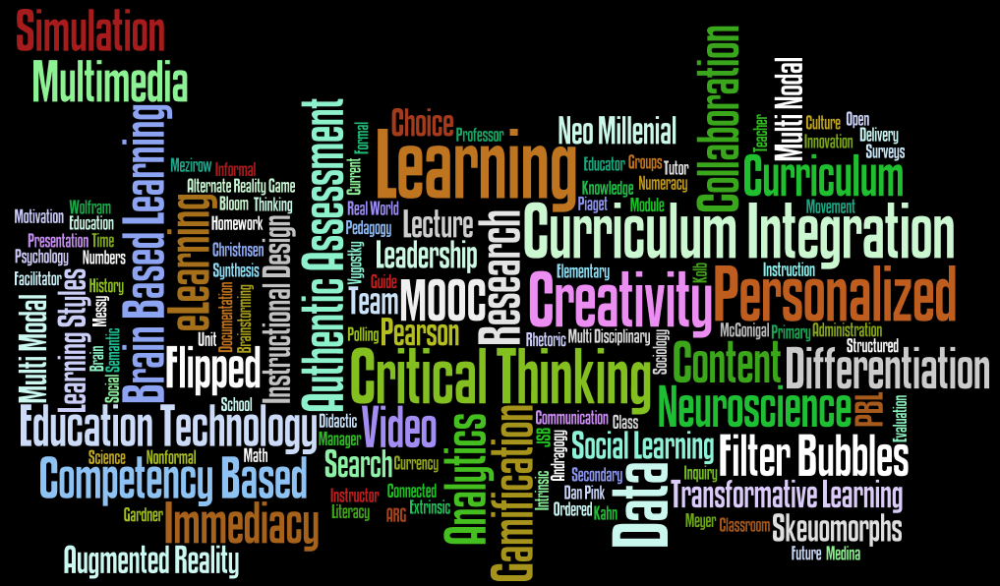 Simulation
Multimedia
Brain Based Learning
Mezirow
Informal
Alternate Reality Game
Bloom
Thinking
Homework
eLearning
Instructional Design
Christnsen
Synthesis
Documentation
Brainstorming
Unit
Flipped
School
Motivation
Wolfram
Education
Presentation
Time
Psychology
Numbers
Facilitator
History
Messy
Learning Styles
Multi Modal
Brain
Social
Semantic
Authentic Assessment
Current
Formal
Choice
Professor
Learning
Real World
Pedagogy
Lecture
Vygostky
Leadership
Guide
Team
MOOC
Research
Polling
Pearson
Critical Thinking
Neo Millenial
Educator
Groups
Tutor
Knowledge
Numeracy
Piaget
Module
Collaboration
Teacher
Multi Nodal
Culture
Open
Innovation
Delivery
Surveys
Curriculum
Movement
Curriculum Integration
Elementary
Kolb
Instruction
Creativity
Personalized
Rhetoric
Multi Disciplinary
Sociology
McGonigal
Primary
Administration
Structured
Content
Differentiation
Neuroscience
PBL
Evaluation
Education Technology
Didactic
Manager
Video
Science
Nonformal
Math
Competency Based
Search
Currency
Analytics
Gamification
Communication
Class
JSB
Andragogy
Social Learning
Filter Bubbles
Intrinsic
Secondary
Dan Pink
Ordered
Kahn
Data
Inquiry
Transformative Learning
Meyer
Classroom
Skeuomorphs
Future
Medina
Gardner
Immediacy
Instructor
Connected
Literacy
ARG
Extrinsic
Augmented Reality